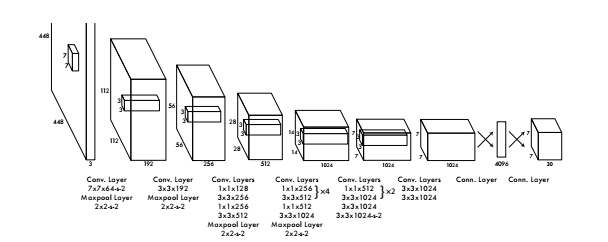 448
7
7
448
3
112
3
3
112
192
56
3
3
56
256
28
3
3
28
512
14
3
3
14
1024
7
3
3
7
1024
7
7
1024
4096
7
7
30
Conv. Layer
7x7x64-s-2
Maxpool Layer
2x2-s-2
Conv. Layer
3x3x192
Maxpool Layer
2x2-s-2
Conv. Layers
1x1x128
3x3x256
1x1x256
3x3x512
Maxpool Layer
2x2-s-2
Conv. Layers
1x1x256
3x3x512
}×4
1x1x512
3x3x1024
Maxpool Layer
2x2-s-2
Conv. Layers
1x1x512
3x3x1024
}×2
3x3x1024
3x3x1024-s-2
Conv. Layers
3x3x1024
3x3x1024
Conn. Layer
Conn. Layer